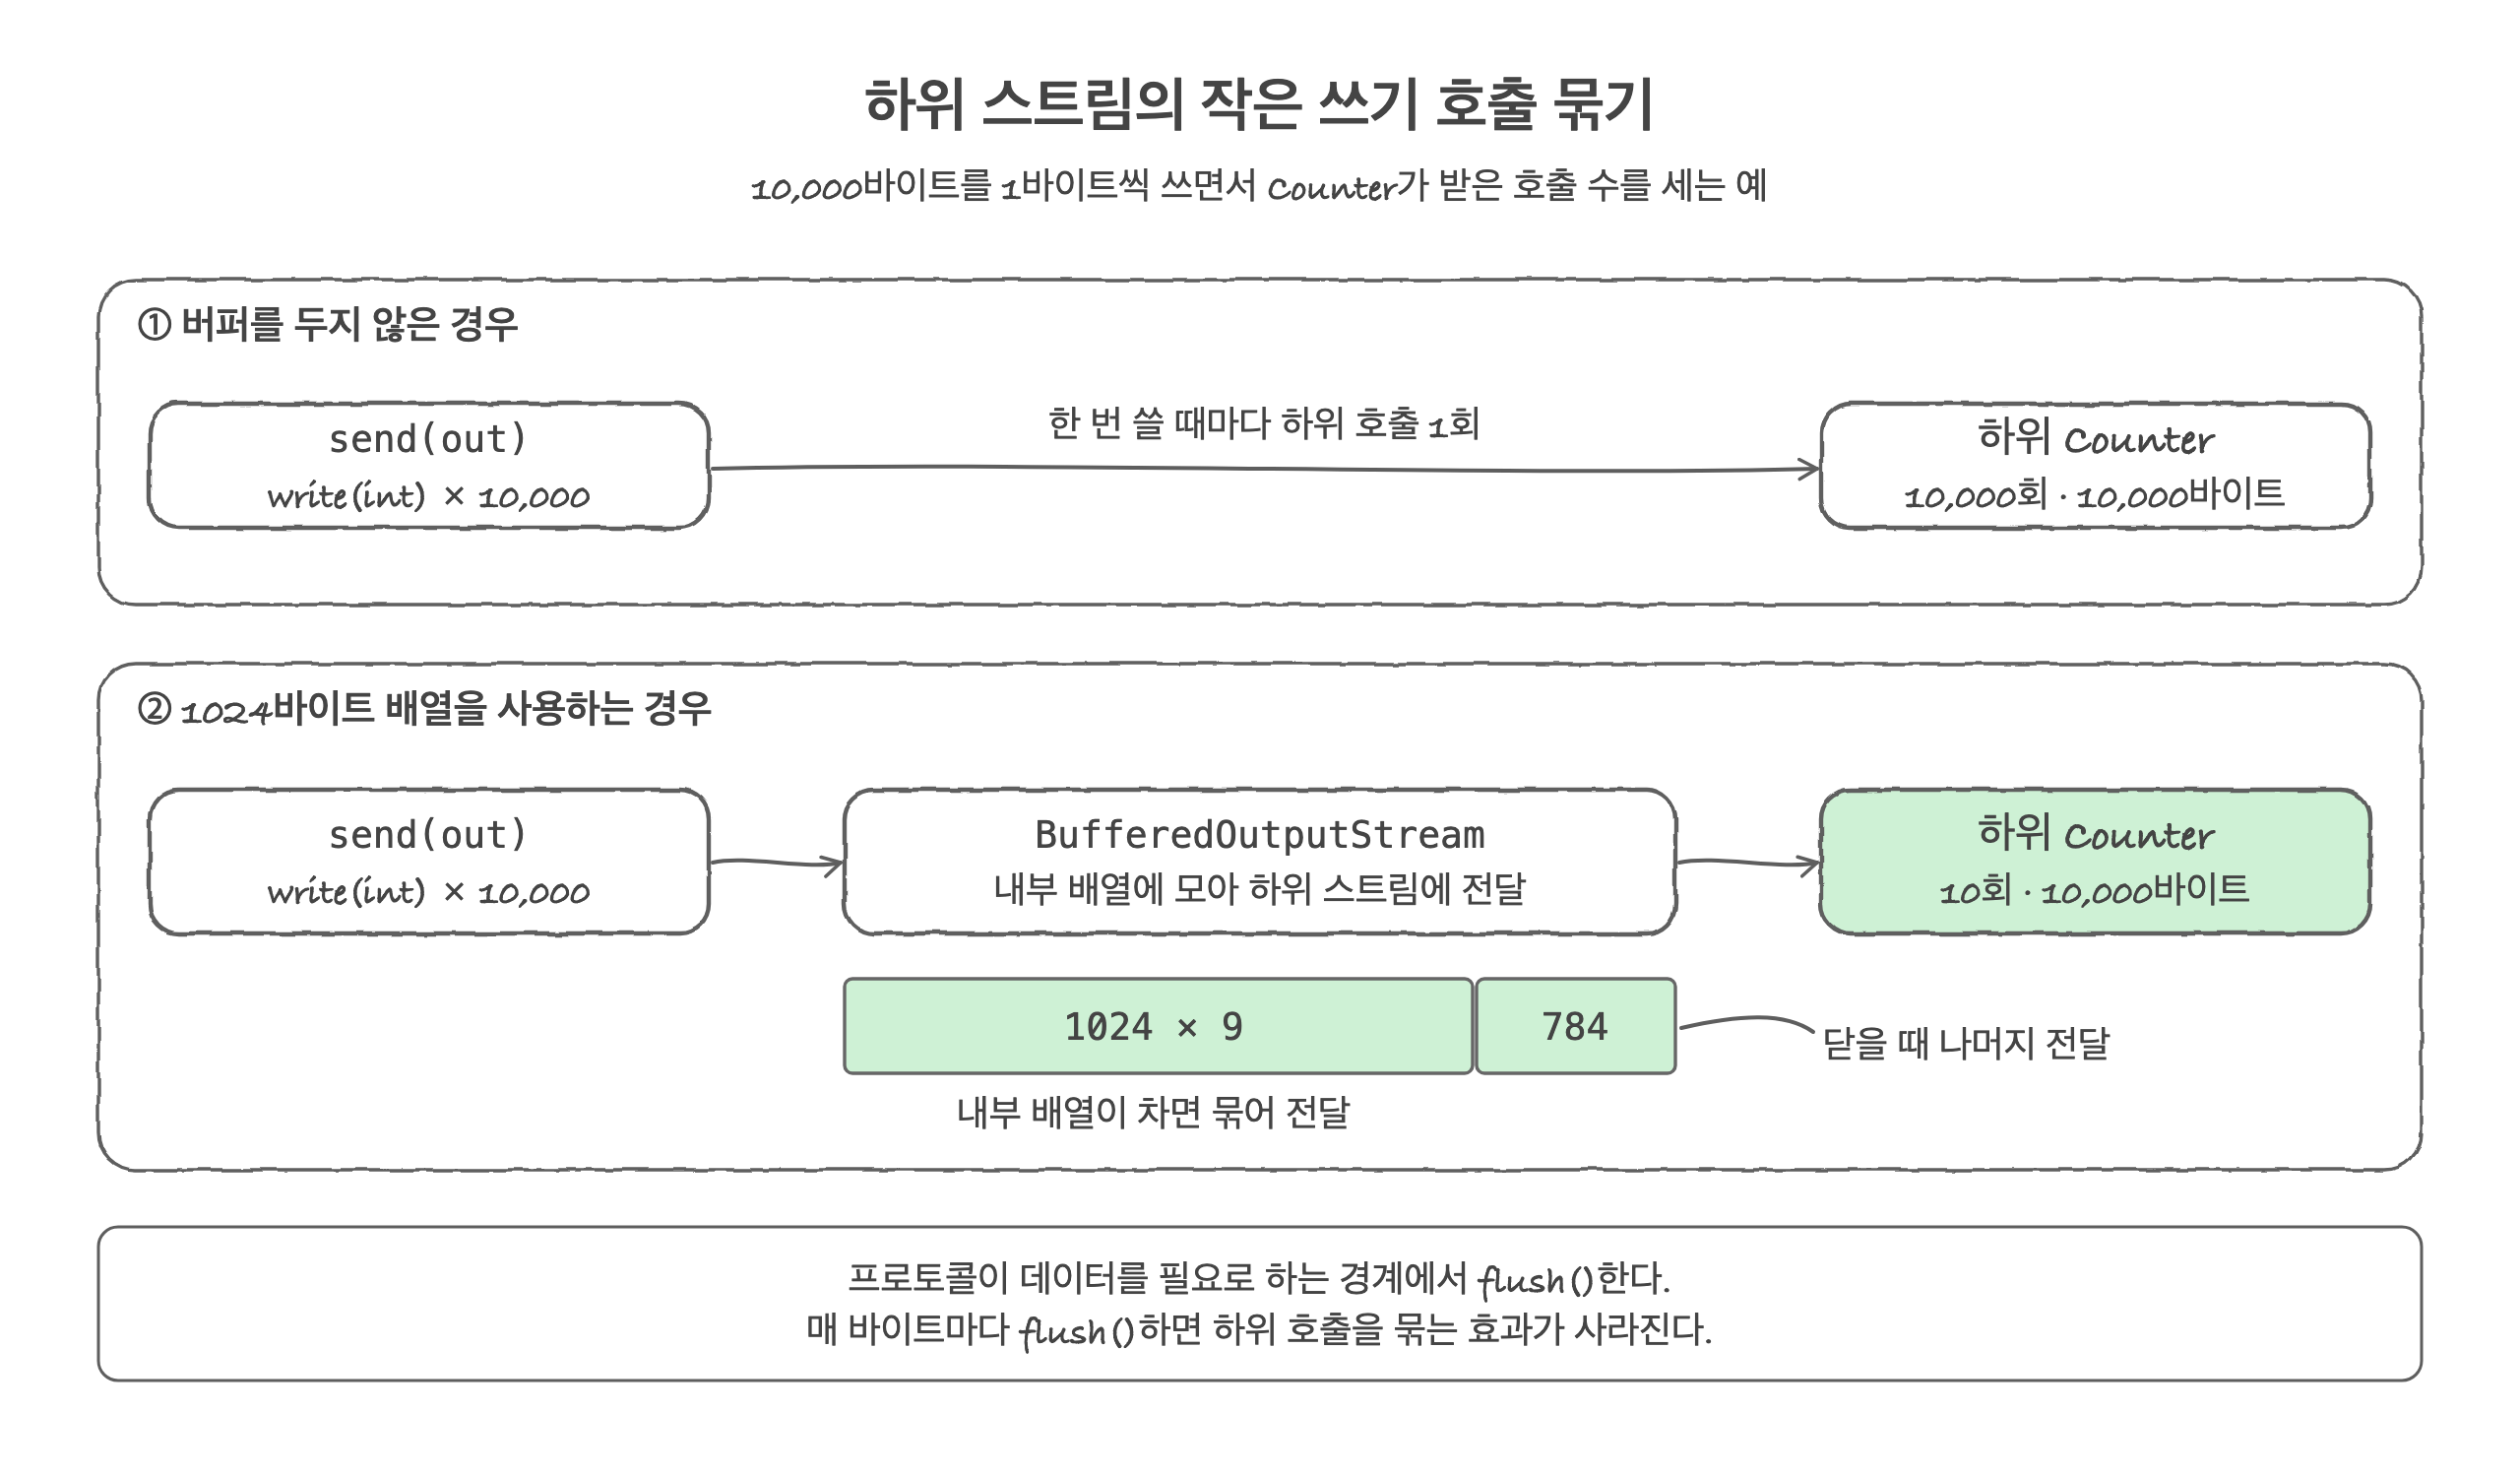 하위 스트림의 작은 쓰기 호출 묶기
10,000바이트를 1바이트씩 쓰면서 Counter가 받은 호출 수를 세는 예
① 버퍼를 두지 않은 경우
send(out)
write(int) × 10,000
한 번 쓸 때마다 하위 호출 1회
하위 Counter
10,000회 · 10,000바이트
② 1024바이트 배열을 사용하는 경우
send(out)
write(int) × 10,000
BufferedOutputStream
내부 배열에 모아 하위 스트림에 전달
하위 Counter
10회 · 10,000바이트
1024 × 9
784
닫을 때 나머지 전달
내부 배열이 차면 묶어 전달
프로토콜이 데이터를 필요로 하는 경계에서 flush()한다.
매 바이트마다 flush()하면 하위 호출을 묶는 효과가 사라진다.